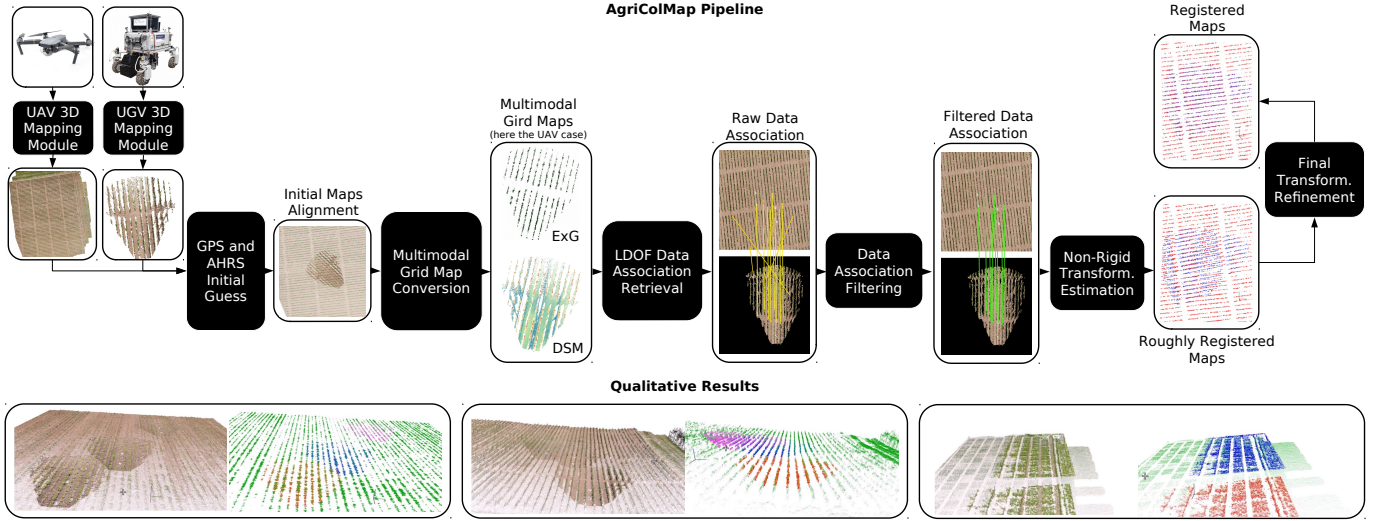 AgriColMap Pipeline
UAV 3D
Mapping
Module
UGV 3D
Mapping
Module
GPS and
AHRS
Initial
Guess
Initial Maps
Alignment
Multimodal
Grid Map
Conversion
Multimodal
Gird Maps
(here the UAV case)
ExG
DSM
LDOF Data
Association
Retrieval
Raw Data
Association
Data
Association
Filtering
Filtered Data
Association
Non-Rigid
Transform.
Estimation
Registered
Maps
Roughly Registered
Maps
Final
Transform.
Refinement
Qualitative Results